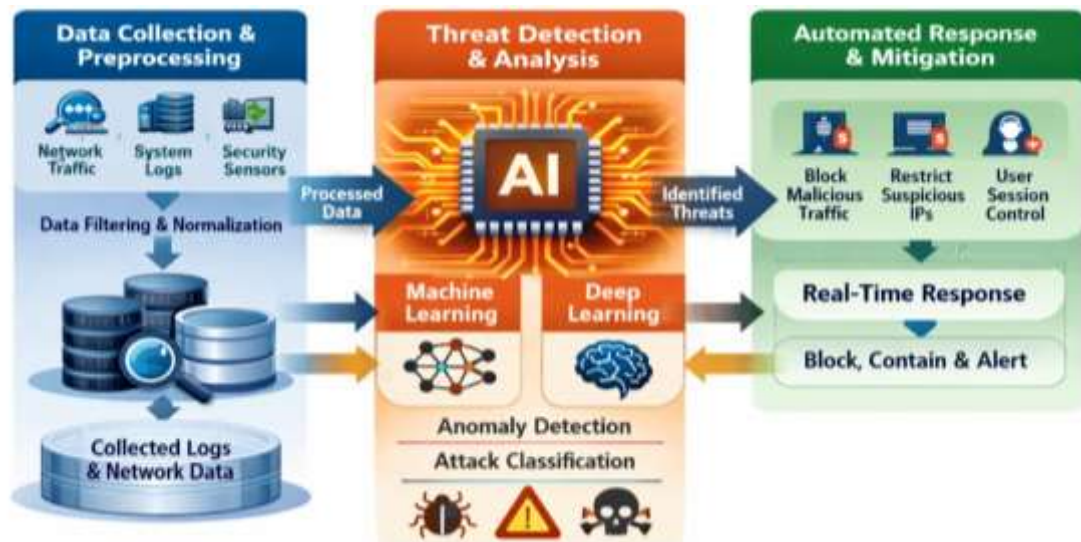 Data Collection &
Preprocessing
Network
Traffic
System
Logs
Security
Sensors
Data Filtering & Normalization
Collected Logs
& Network Data
Processed
Data
Threat Detection
& Analysis
AI
Machine
Learning
Deep
Learning
Anomaly Detection
Attack Classification
Identified
Threats
Automated Response
& Mitigation
Block
Malicious
Traffic
Restrict
Suspicious
IPs
User
Session
Control
Real-Time Response
Block, Contain & Alert